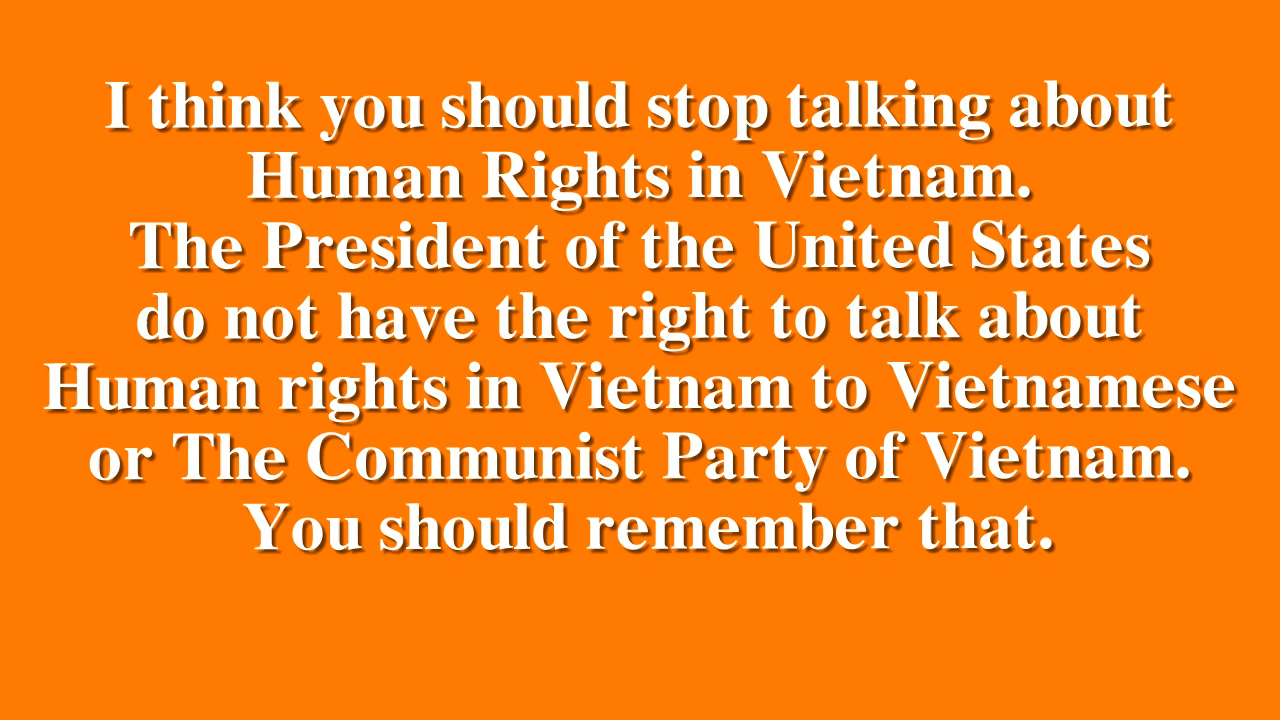 I think you should stop talking about
Human Rights in Vietnam.
The President of the United States
do not have the right to talk about
Human rights in Vietnam to Vietnamese
or The Communist Party of Vietnam.
You should remember that.